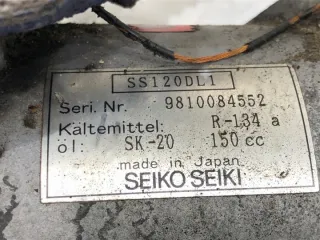 SS120DL1
Seri. Nr. 9810084552
Kältemittel: R-134 a
öl: SK-20 150 cc
made in Japan
SEIKO SEIKI